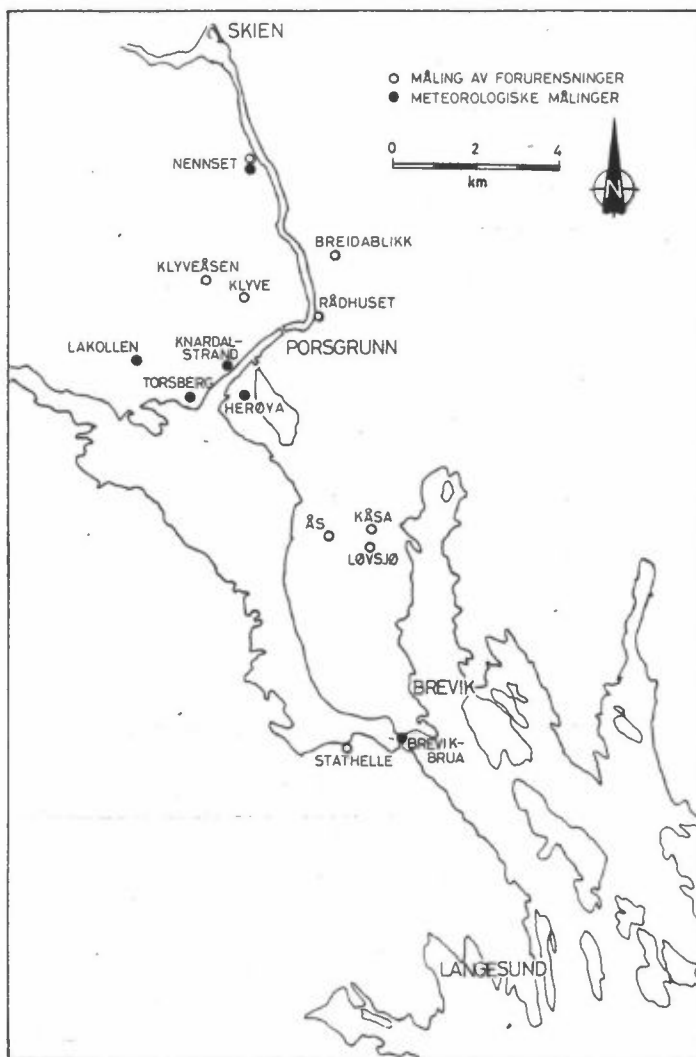 SKIEN
○ MÅLING AV FORURENSNINGER
● METEOROLOGISKE MÅLINGER
0 2 4
km
N
NENNSET
BREIDABLIKK
KLYVEÅSEN
KLYVE
RÅDHUSET
LAKOLLEN
KNARDAL-
STRAND
PORSGRUNN
TORSBERG
HERØYA
ÅS
KÅSA
LØVSJØ
BREVIK
BREVIK-
BRUA
STATHELLE
LANGESUND